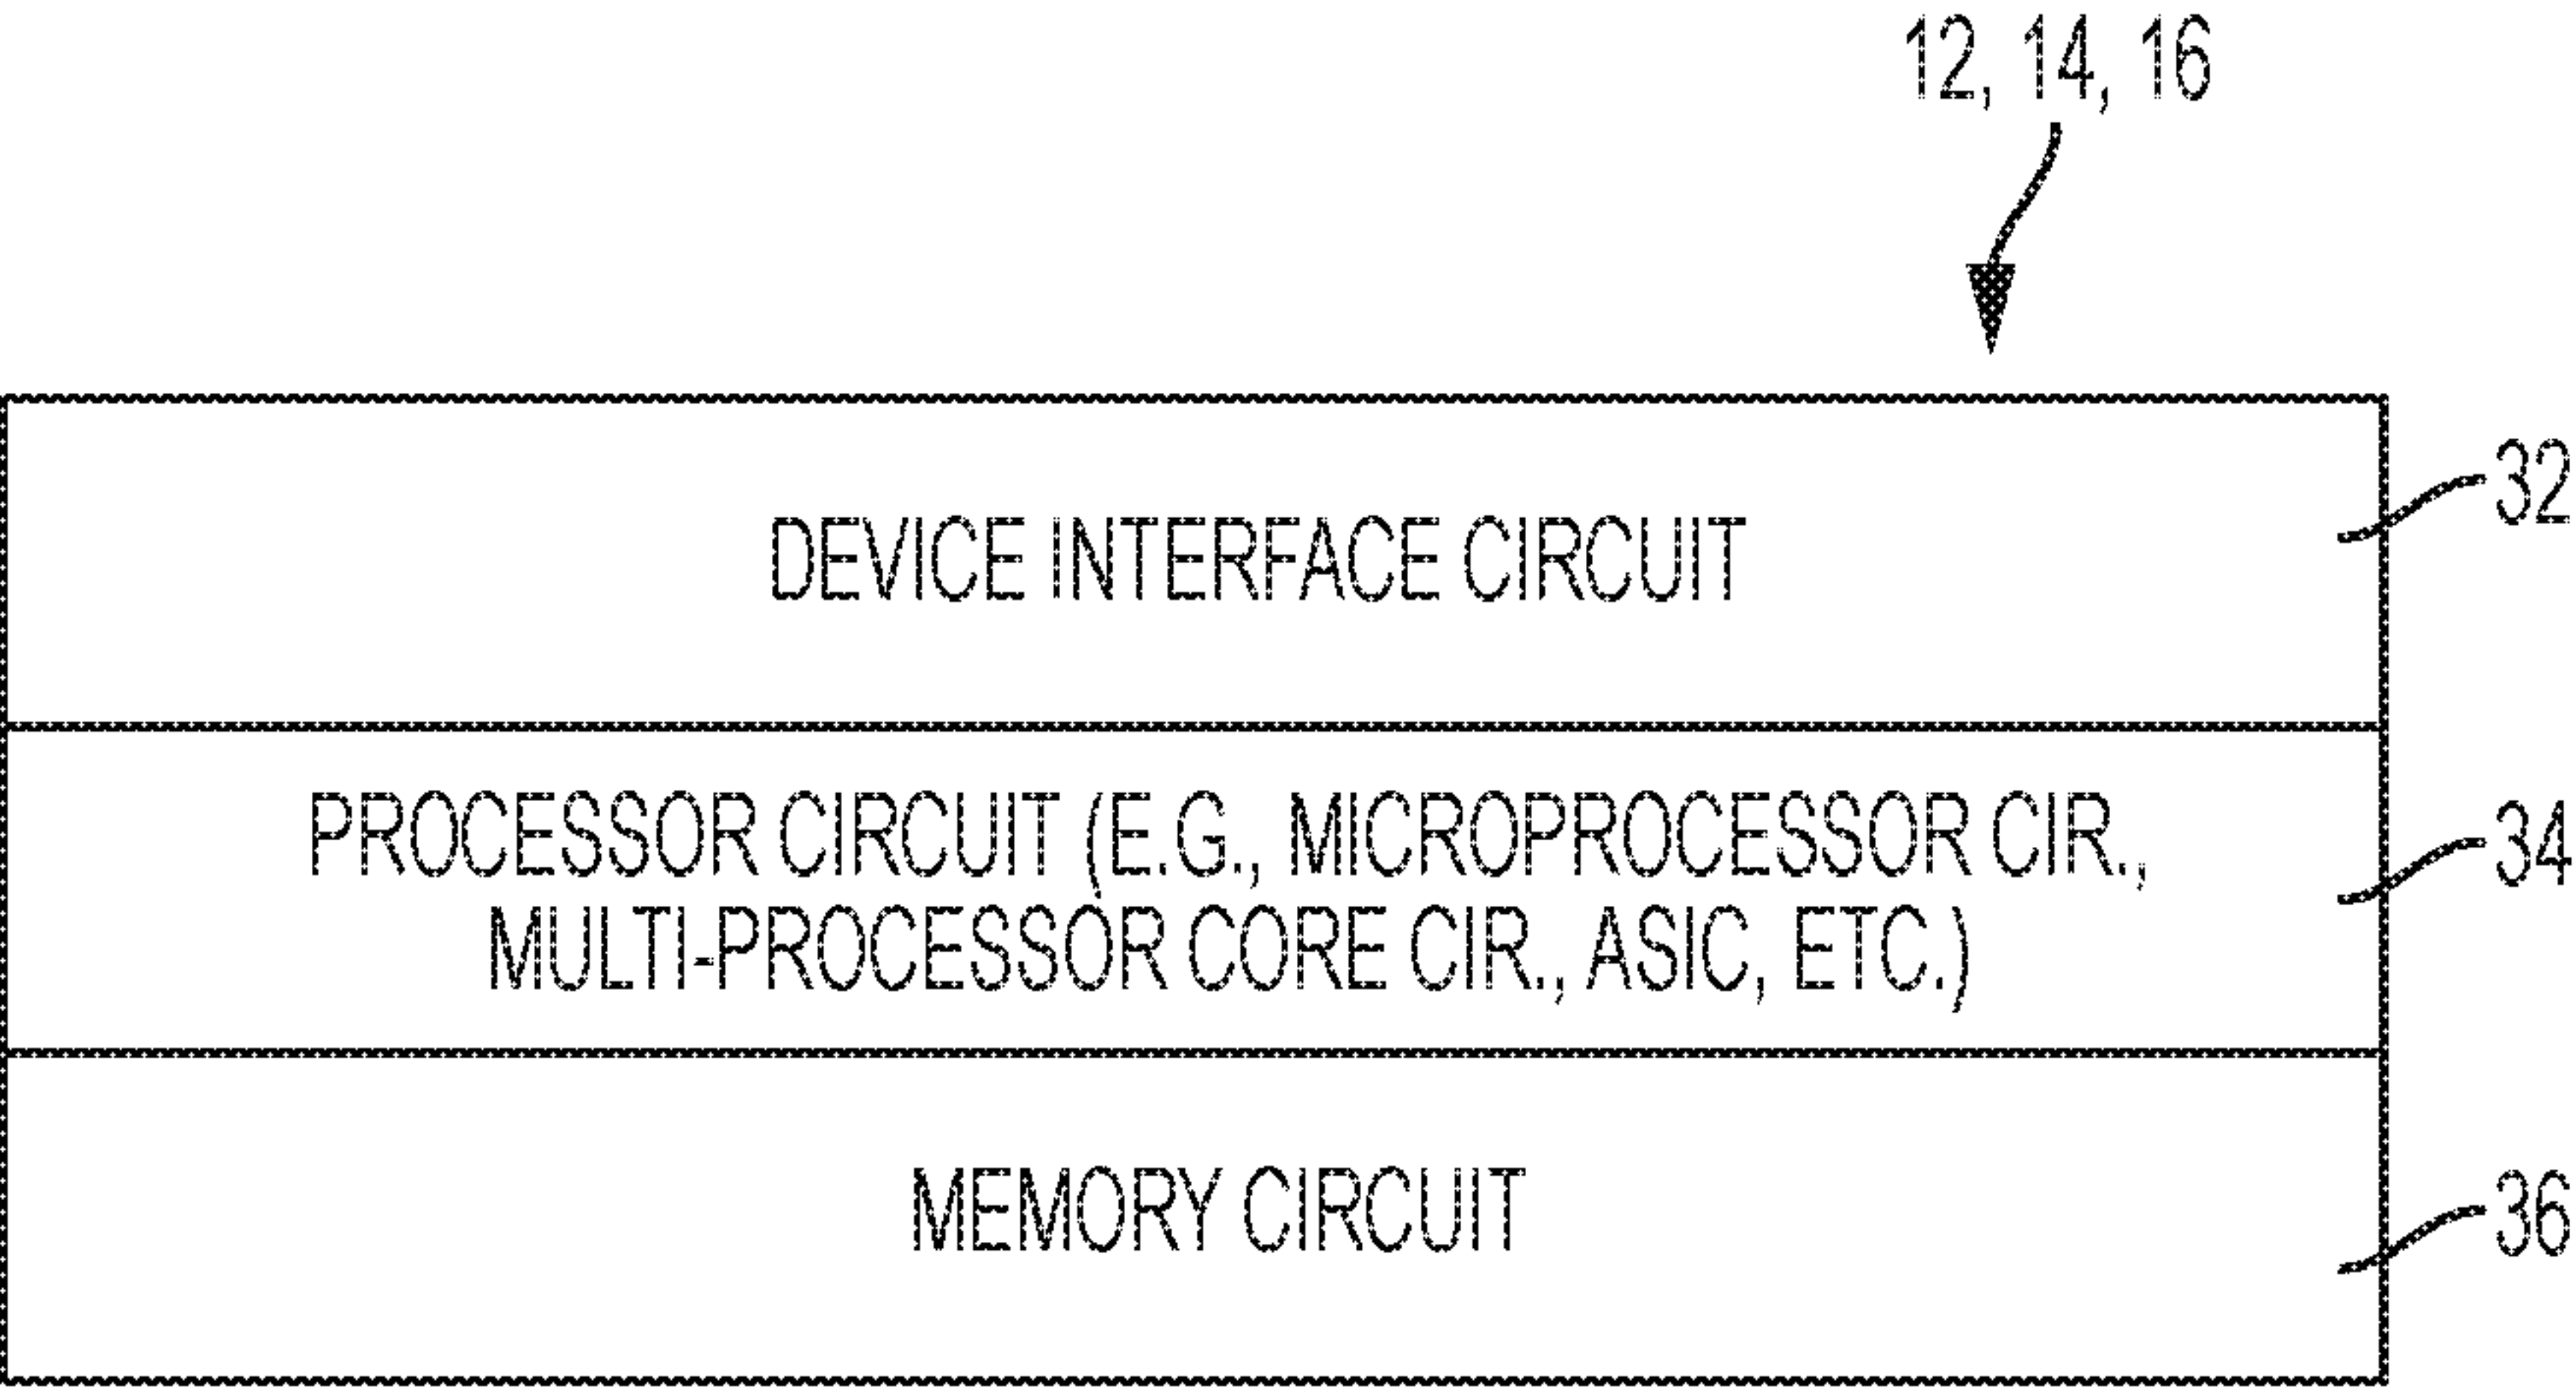 12, 14, 16
DEVICE INTERFACE CIRCUIT
32
PROCESSOR CIRCUIT (E.G., MICROPROCESSOR CIR.,
MULTI-PROCESSOR CORE CIR., ASIC, ETC.)
34
MEMORY CIRCUIT
36